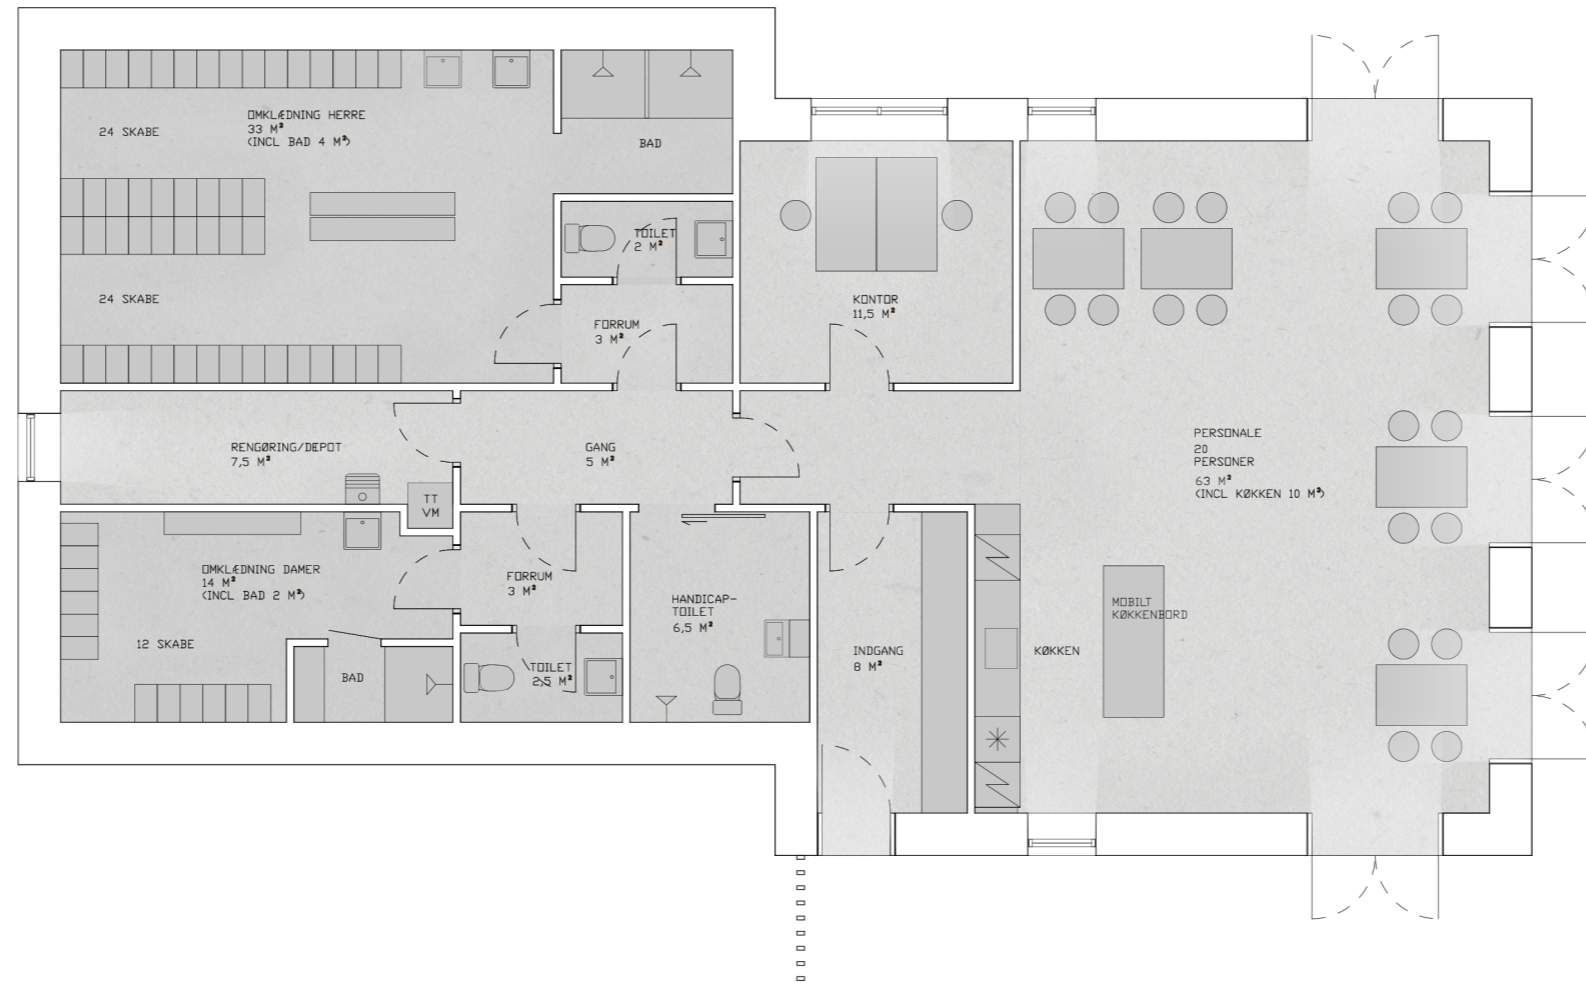 OMKLÆDNING HERRE
33 M²
(INCL BAD 4 M²)
24 SKABE
BAD
24 SKABE
TOILET
2 M²
FORRUM
3 M²
KONTOR
11,5 M²
RENGØRING/DEPOT
7,5 M²
TT
VM
GANG
5 M²
PERSONALE
20
PERSONER
63 M²
(INCL KØKKEN 10 M²)
OMKLÆDNING DAMER
14 M²
(INCL BAD 2 M²)
12 SKABE
BAD
FORRUM
3 M²
TOILET
2,5 M²
HANDICAP-
TOILET
6,5 M²
INDGANG
8 M²
KØKKEN
MOBILT
KØKKENBORD